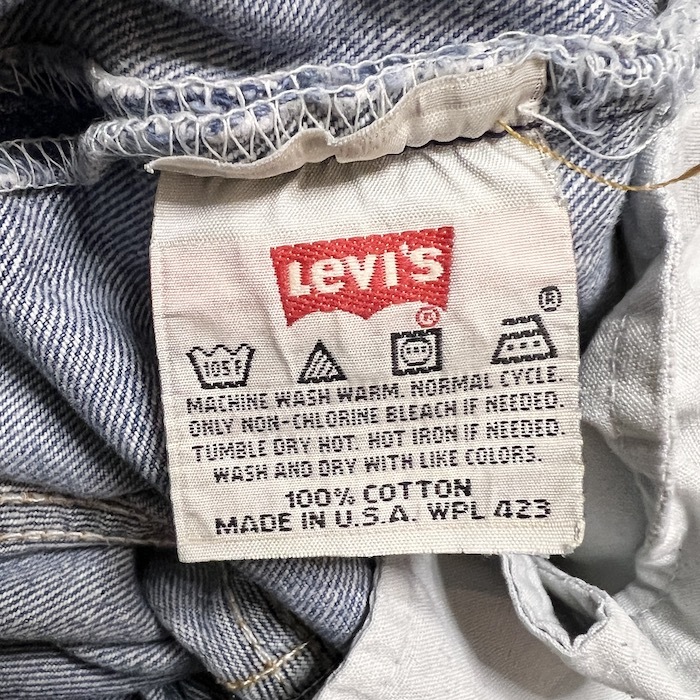 Levi's
®
®
105F
MACHINE WASH WARM. NORMAL CYCLE.
ONLY NON-CHLORINE BLEACH IF NEEDED.
TUMBLE DRY HOT. HOT IRON IF NEEDED.
WASH AND DRY WITH LIKE COLORS.
100% COTTON
MADE IN U.S.A. WPL 423